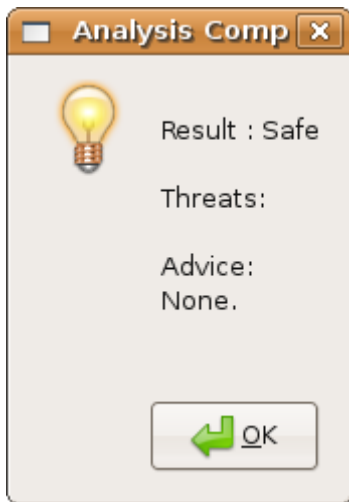 Analysis Comp
Result : Safe
Threats:
Advice:
None.
OK